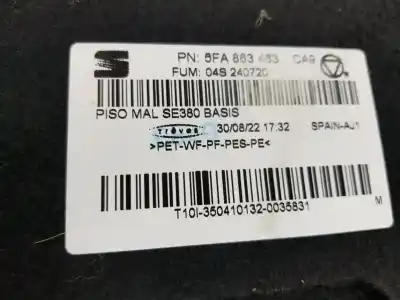 PN: 5FA 863 463 CA9
FUM: 04S 240720
PISO MAL SE380 BASIS
Trèves 30/08/22 17:32 SPAIN-AJ1
>PET-WF-PF-PES-PE<
T10I-350410132-0035831
M